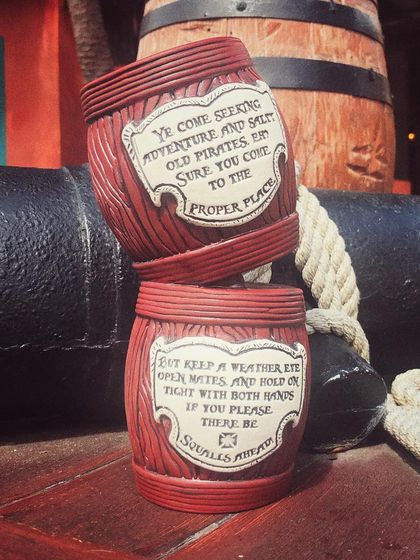 YE COME SEEKING
ADVENTURE AND SALTY
OLD PIRATES, EH?
SURE YOU COME
TO THE
PROPER PLACE
BUT KEEP A WEATHER EYE
OPEN MATES, AND HOLD ON
TIGHT WITH BOTH HANDS
IF YOU PLEASE.
THERE BE
SQUALLS AHEAD!